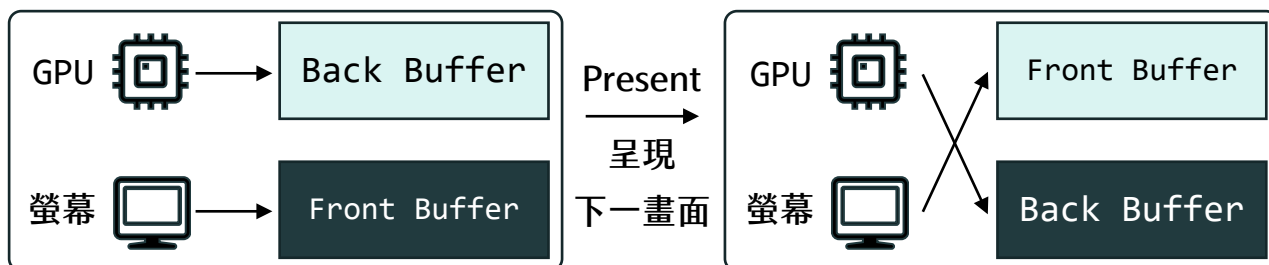 GPU
Back Buffer
螢幕
Front Buffer
Present
呈現
下一畫面
GPU
Front Buffer
螢幕
Back Buffer